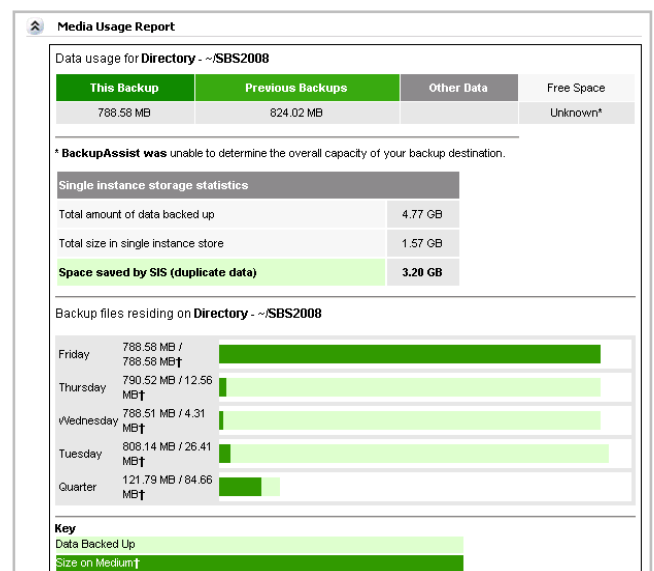 Media Usage Report
Data usage for Directory - ~/SBS2008
This Backup Previous Backups Other Data Free Space
788.58 MB 824.02 MB Unknown*
* BackupAssist was unable to determine the overall capacity of your backup destination.
Single instance storage statistics
Total amount of data backed up 4.77 GB
Total size in single instance store 1.57 GB
Space saved by SIS (duplicate data) 3.20 GB
Backup files residing on Directory - ~/SBS2008
Friday 788.58 MB /
788.58 MB†
Thursday 790.52 MB / 12.56
MB†
Wednesday 788.51 MB / 4.31
MB†
Tuesday 808.14 MB / 26.41
MB†
Quarter 121.79 MB / 84.66
MB†
Key
Data Backed Up
Size on Medium†